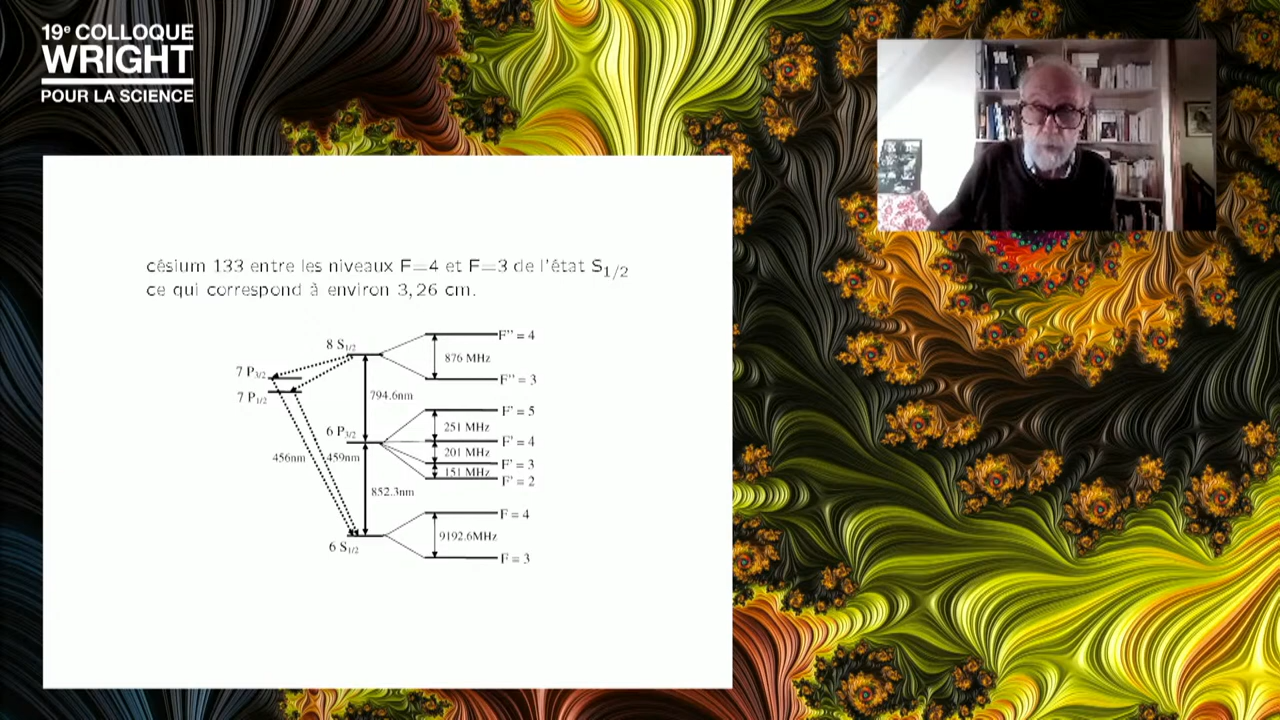 19e COLLOQUE
WRIGHT
POUR LA SCIENCE
césium 133 entre les niveaux F=4 et F=3 de l'état S1/2
ce qui correspond à environ 3,26 cm.
8 S1/2
F'' = 4
876 MHz
F'' = 3
7 P3/2
7 P1/2
794.6nm
F' = 5
251 MHz
6 P3/2
F' = 4
201 MHz
F' = 3
151 MHz
F' = 2
456nm
459nm
852.3nm
F = 4
9192.6MHz
6 S1/2
F = 3